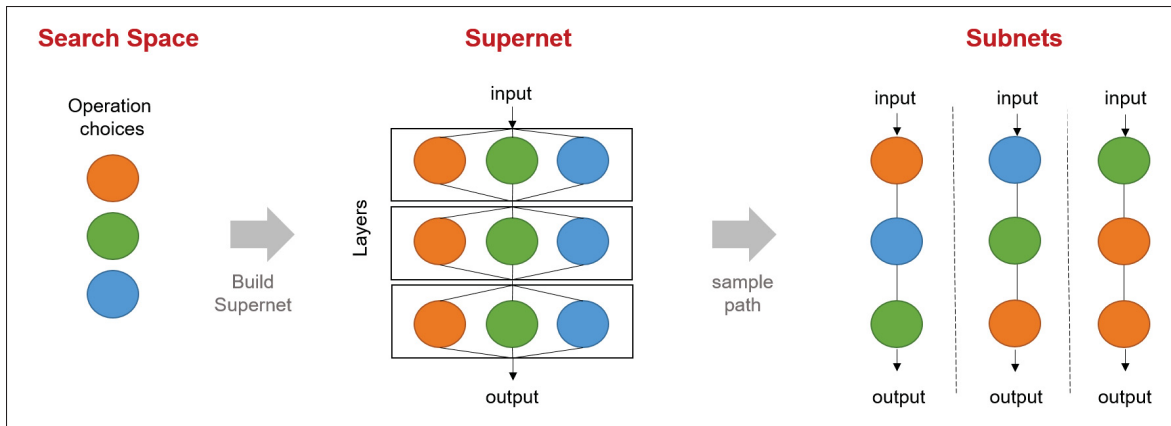 Search Space
Supernet
Subnets
Operation
choices
Build
Supernet
input
Layers
output
sample
path
input
input
input
output
output
output